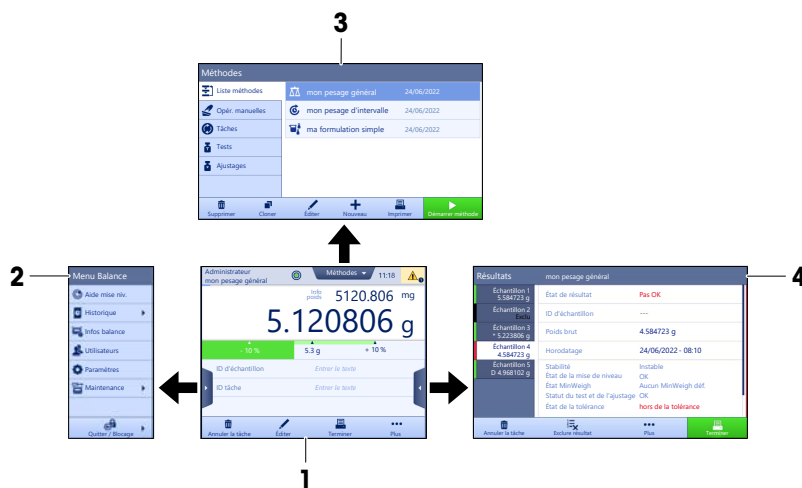 3
Méthodes
Liste méthodes
mon pesage général 24/06/2022
Opér. manuelles
mon pesage d'intervalle 24/06/2022
Tâches
ma formulation simple 24/06/2022
Tests
Ajustages
Supprimer Cloner Éditer Nouveau Imprimer Démarrer méthode
2
Menu Balance
Aide mise niv.
Historique
Infos balance
Utilisateurs
Paramètres
Maintenance
Quitter / Blocage
Administrateur
mon pesage général
Méthodes 11:18
Info
poids 5120.806 mg
5.120806 g
- 10 % 5.3 g + 10 %
ID d'échantillon Entrer le texte
ID tâche Entrer le texte
Annuler la tâche Éditer Terminer Plus
1
4
Résultats mon pesage général
Échantillon 1
5.584723 g
Échantillon 2
Exclu
Échantillon 3
* 5.223806 g
Échantillon 4
4.584723 g
Échantillon 5
D 4.968102 g
État de résultat Pas OK
ID d'échantillon ---
Poids brut 4.584723 g
Horodatage 24/06/2022 - 08:10
Stabilité Instable
État de la mise de niveau OK
État MinWeigh Aucun MinWeigh déf.
Statut du test et de l'ajustage OK
État de la tolérance hors de la tolérance
Annuler la tâche Exclure résultat Plus Terminer